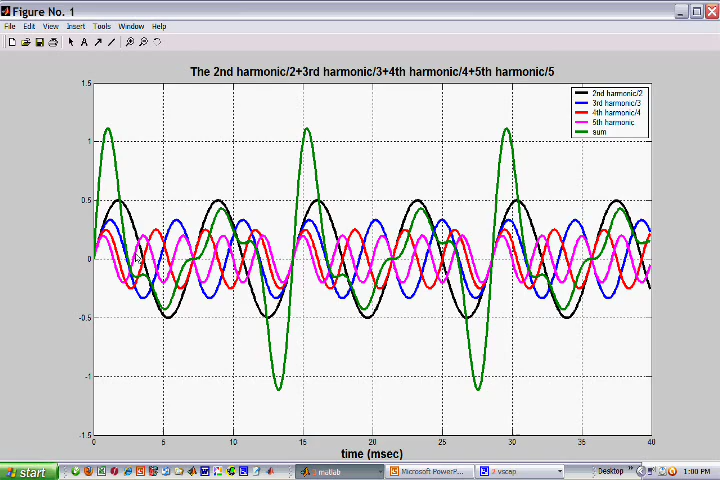 Figure No. 1
File Edit View Insert Tools Window Help
The 2nd harmonic/2+3rd harmonic/3+4th harmonic/4+5th harmonic/5
1.5
1
0.5
0
-0.5
-1
-1.5
2nd harmonic/2
3rd harmonic/3
4th harmonic/4
5th harmonic
sum
0 5 10 15 20 25 30 35 40
time (msec)
start
2 matlab
Microsoft PowerP...
2 vscap
Desktop
1:00 PM